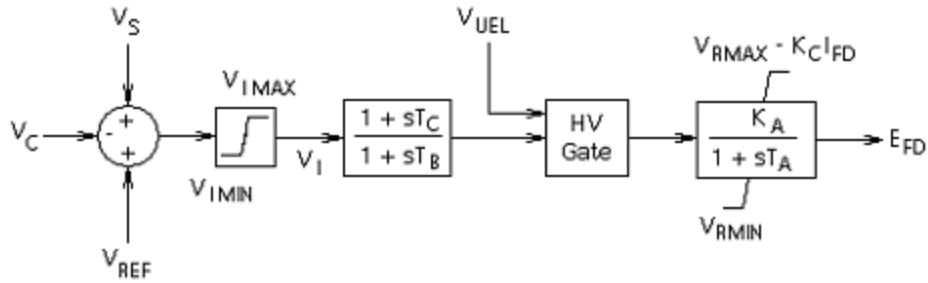 V_S
V_UEL
V_RMAX - K_C I_FD
V_IMAX
V_C
-
+
+
V_I
1 + sT_C
1 + sT_B
HV
Gate
K_A
1 + sT_A
E_FD
V_IMIN
V_RMIN
V_REF